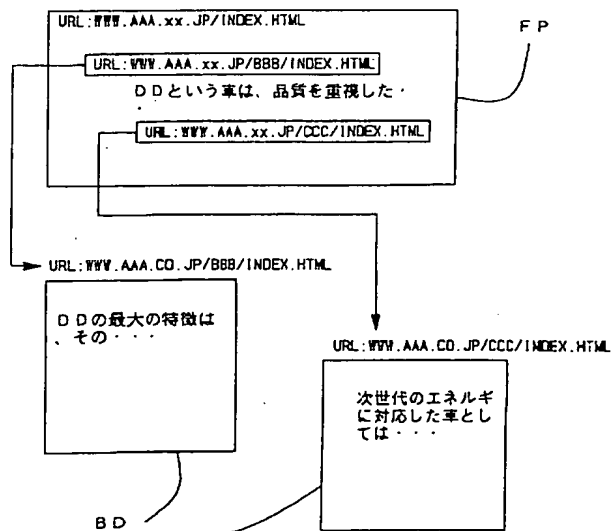 URL:WWW.AAA.xx.JP/INDEX.HTML
FP
URL:WWW.AAA.xx.JP/BBB/INDEX.HTML
DDという車は、品質を重視した・
・
URL:WWW.AAA.xx.JP/CCC/INDEX.HTML
URL:WWW.AAA.CO.JP/BBB/INDEX.HTML
DDの最大の特徴は
、その・・・
URL:WWW.AAA.CO.JP/CCC/INDEX.HTML
次世代のエネルギ
に対応した車とし
ては・・・
BD